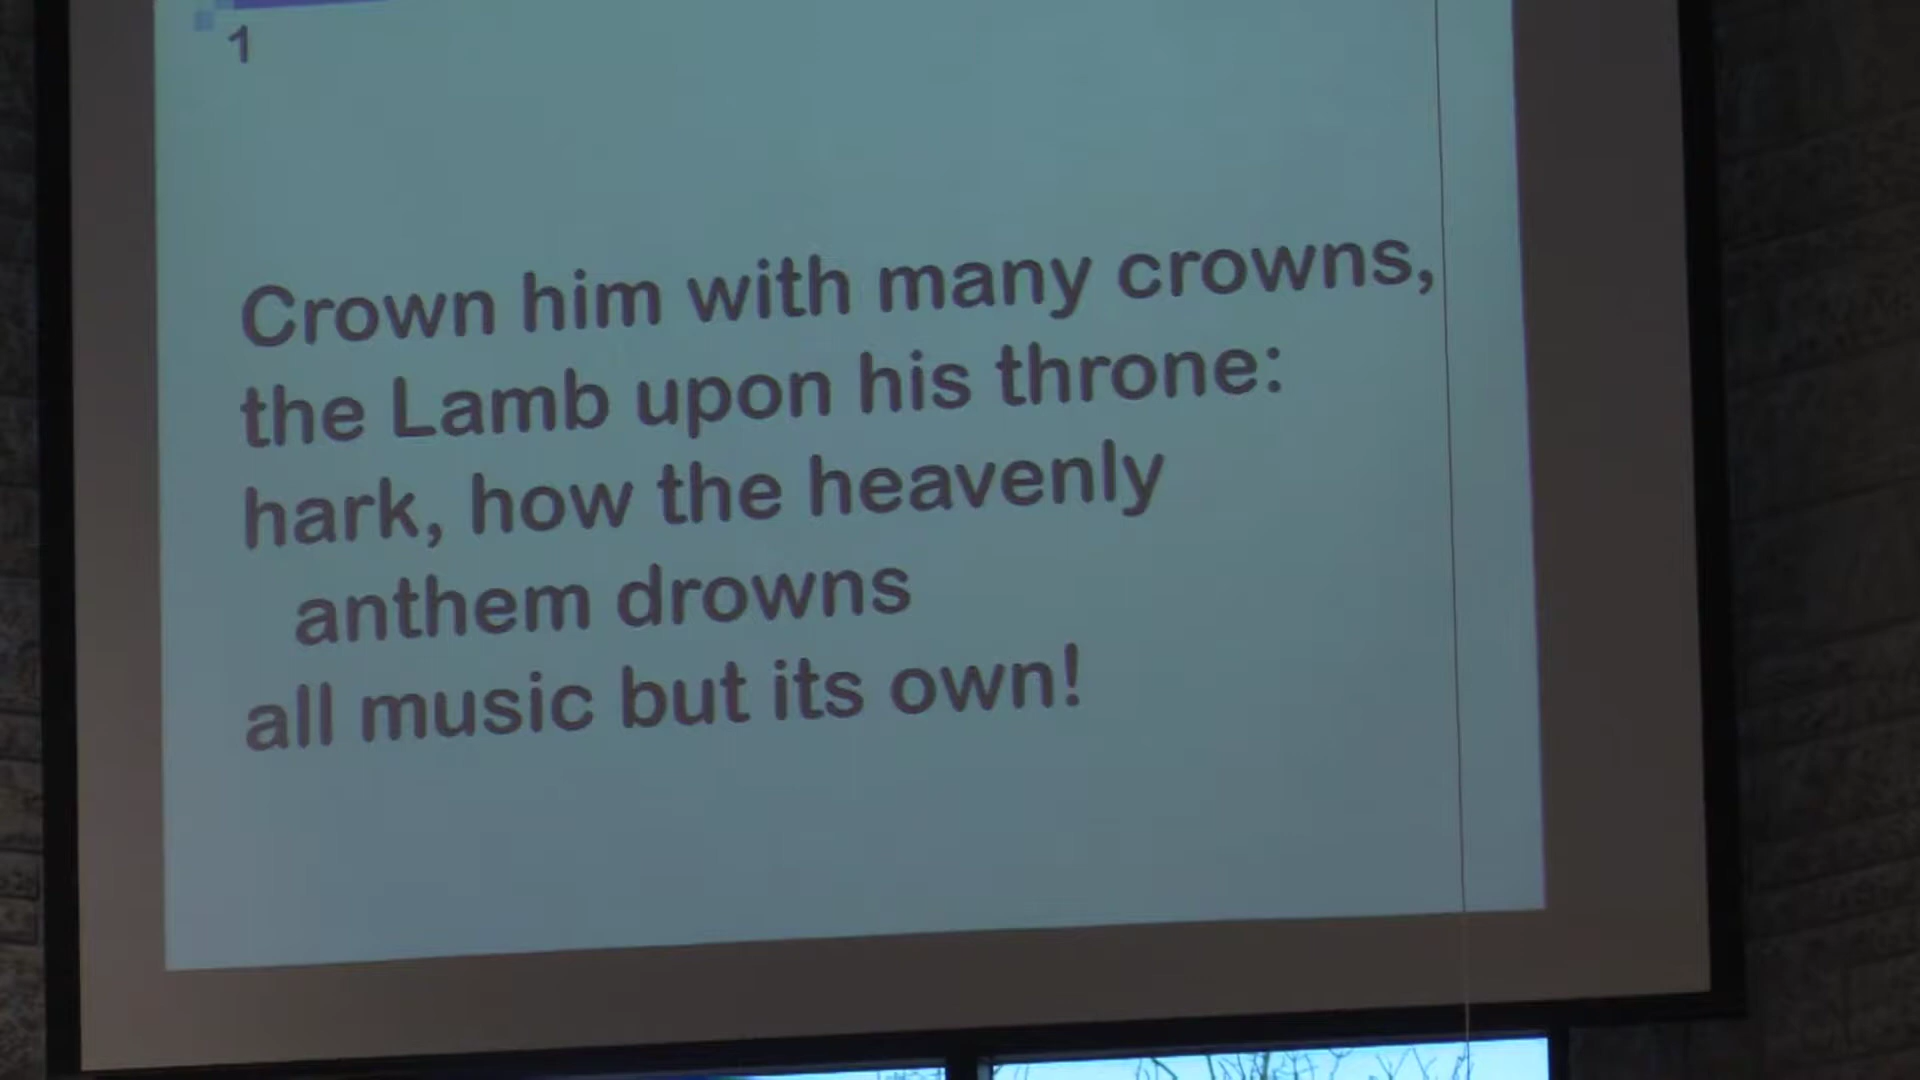 1
Crown him with many crowns,
the Lamb upon his throne:
hark, how the heavenly
anthem drowns
all music but its own!